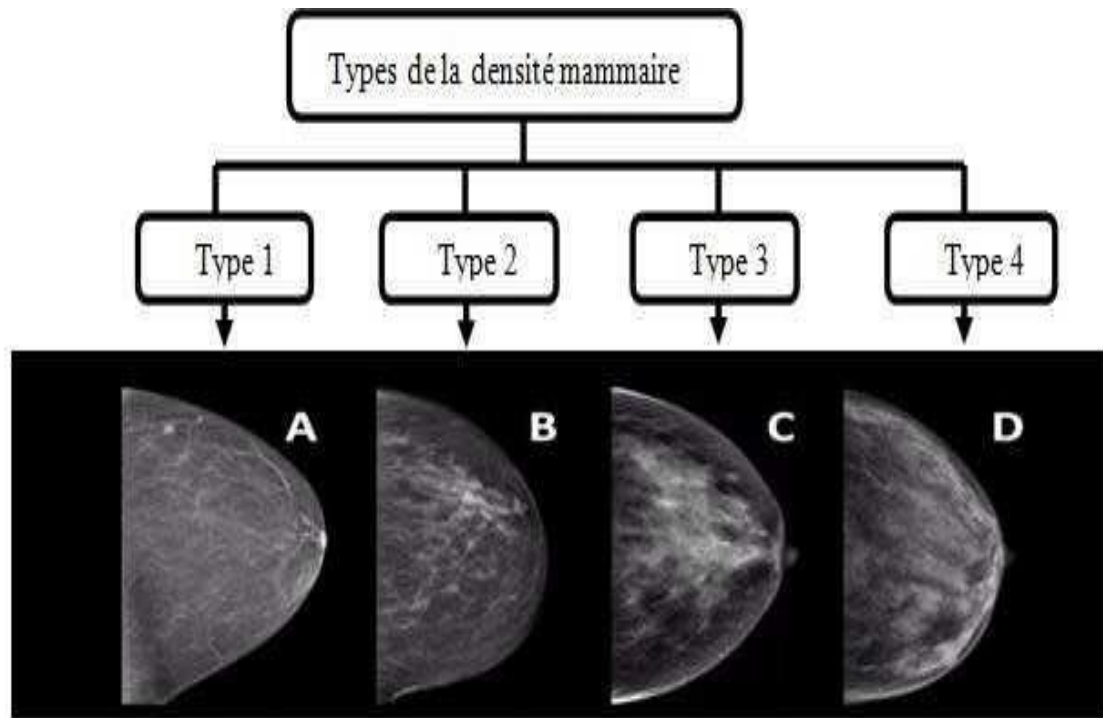 Types de la densité mammaire
Type 1
Type 2
Type 3
Type 4
A
B
C
D